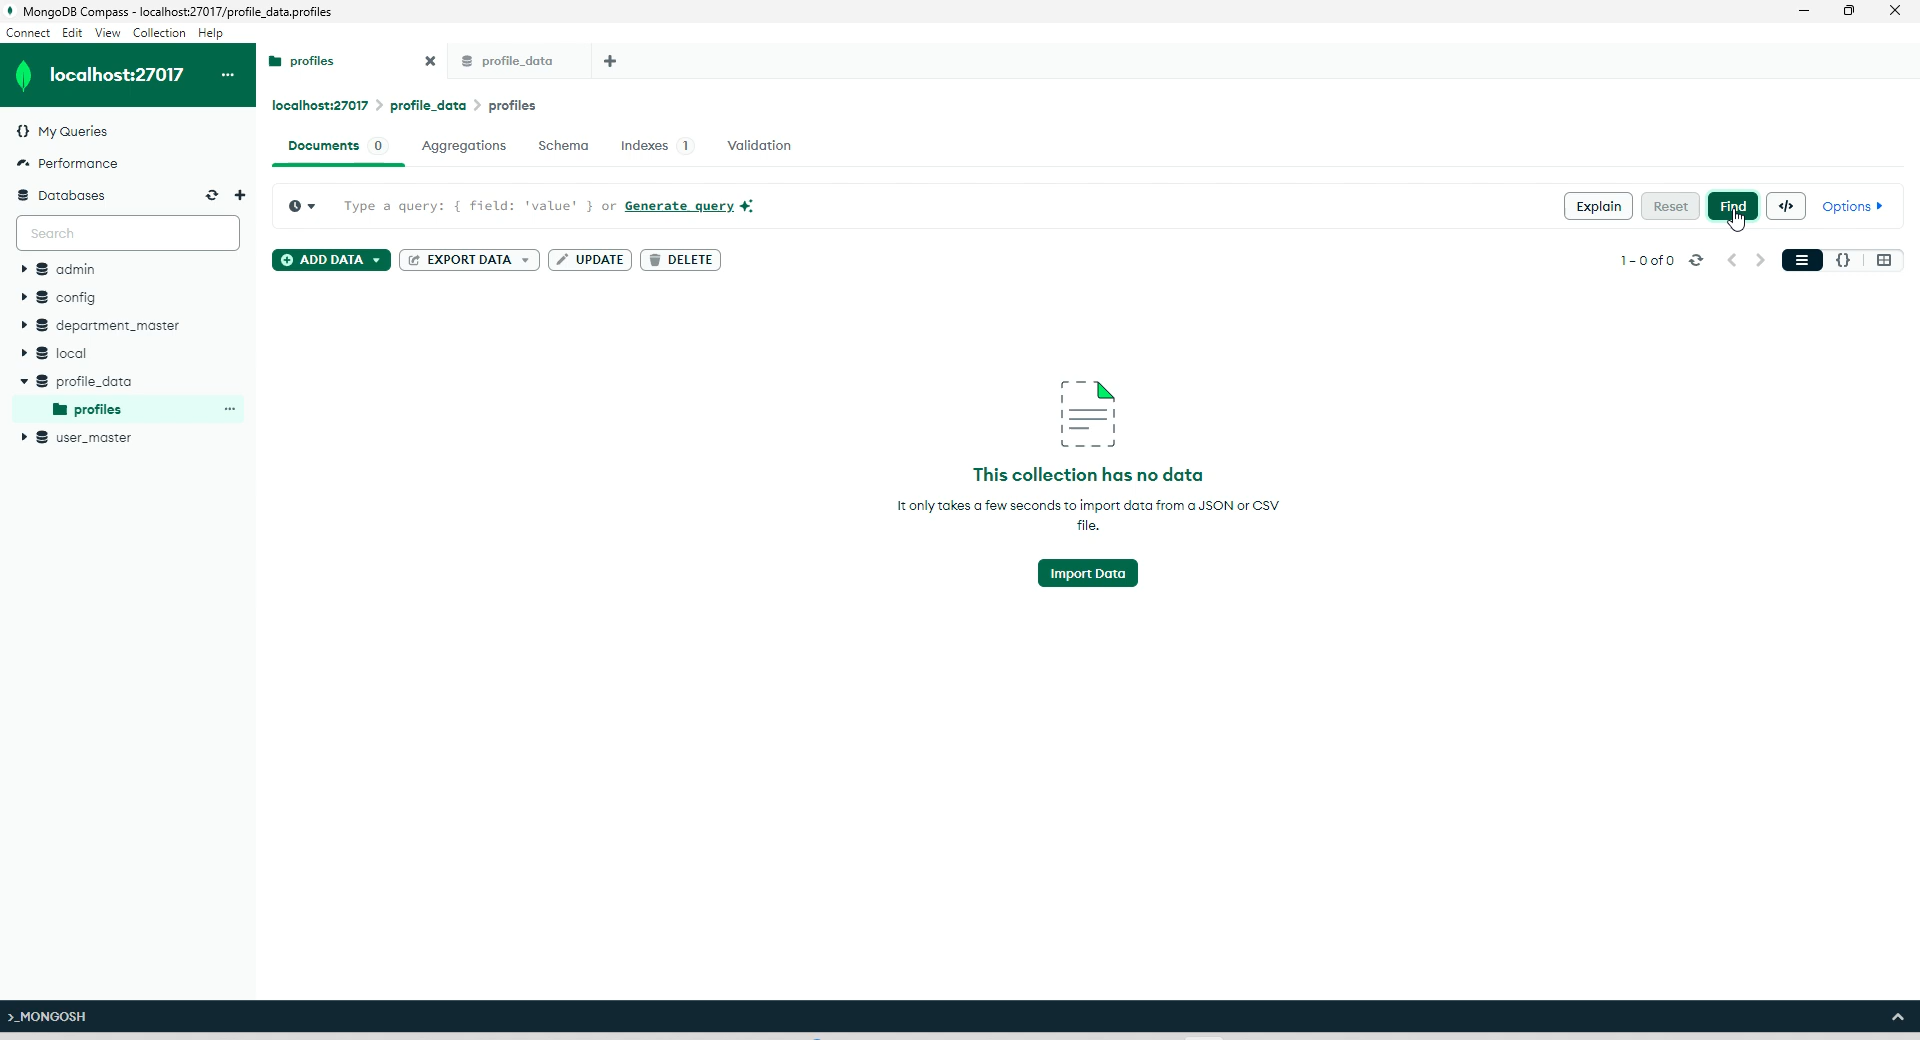 MongoDB Compass - localhost:27017/profile_data.profiles
Connect Edit View Collection Help
localhost:27017 ...
profiles
profile_data
localhost:27017 > profile_data > profiles
{} My Queries
Performance
Databases
Search
admin
config
department_master
local
profile_data
profiles ...
user_master
Documents 0 Aggregations Schema Indexes 1 Validation
Type a query: { field: 'value' } or Generate query
Explain Reset Find </> Options
ADD DATA EXPORT DATA UPDATE DELETE
1 – 0 of 0 {}
This collection has no data
It only takes a few seconds to import data from a JSON or CSV
file.
Import Data
>_MONGOSH